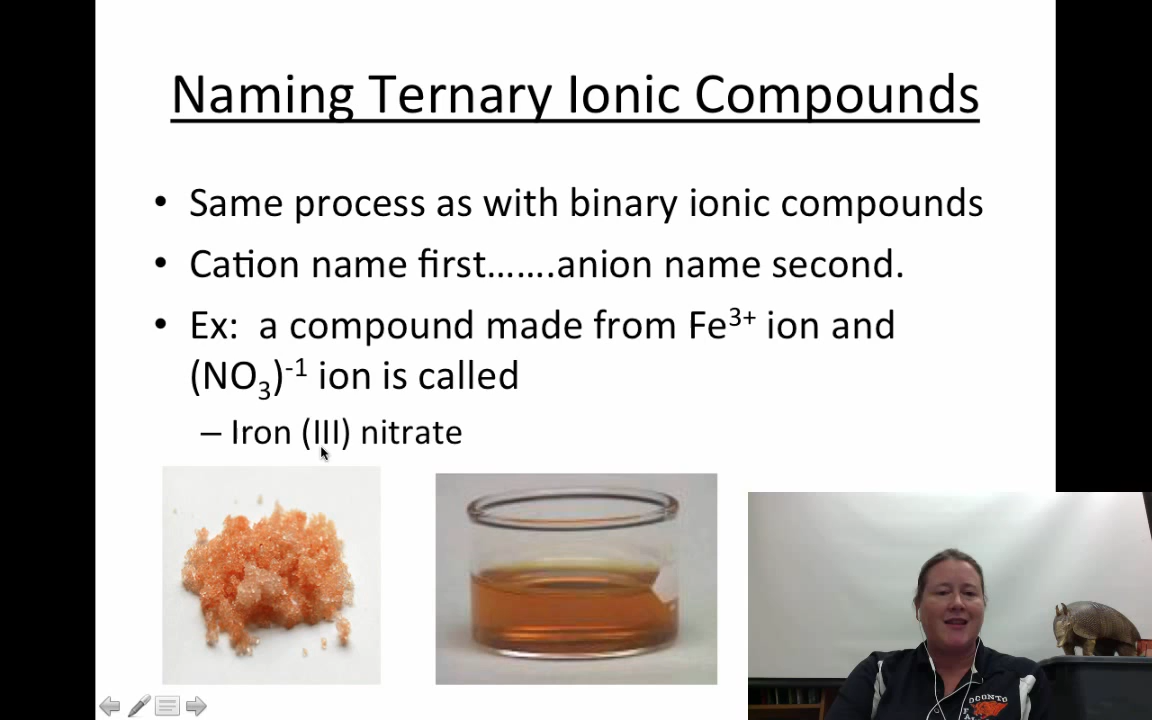 Naming Ternary Ionic Compounds
• Same process as with binary ionic compounds
• Cation name first…….anion name second.
• Ex:  a compound made from Fe³⁺ ion and
(NO₃)⁻¹ ion is called
– Iron (III) nitrate
OCONTO